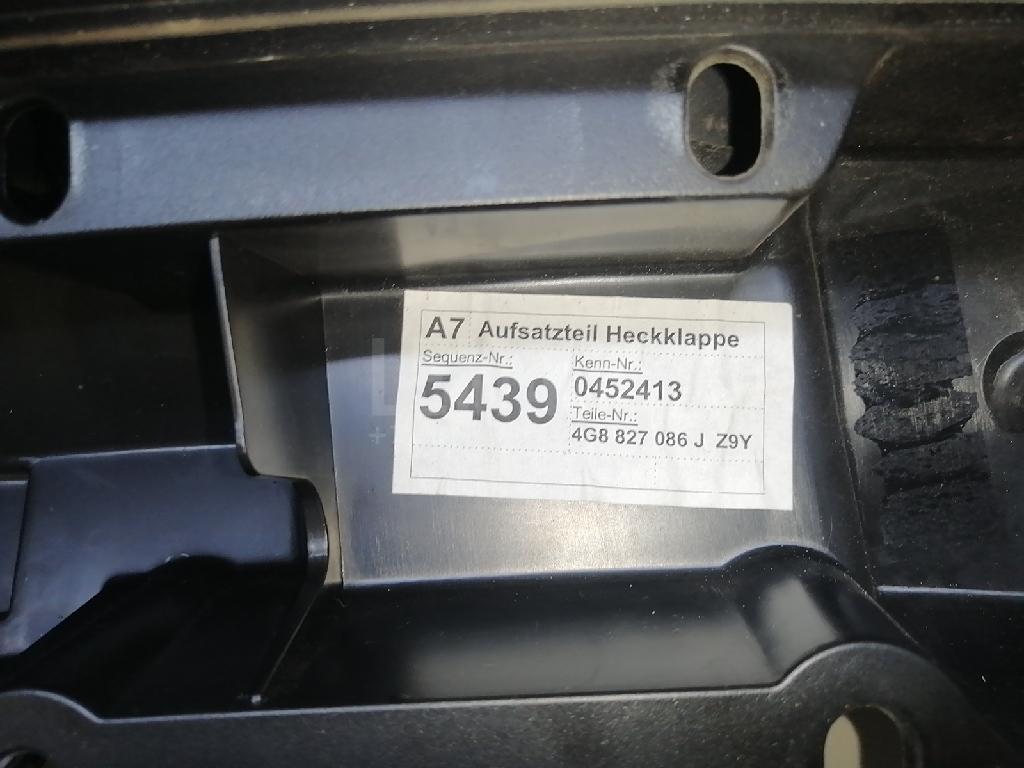 A7 Aufsatzteil Heckklappe
Sequenz-Nr.:
5439
Kenn-Nr.:
0452413
Teile-Nr.:
4G8 827 086 J Z9Y